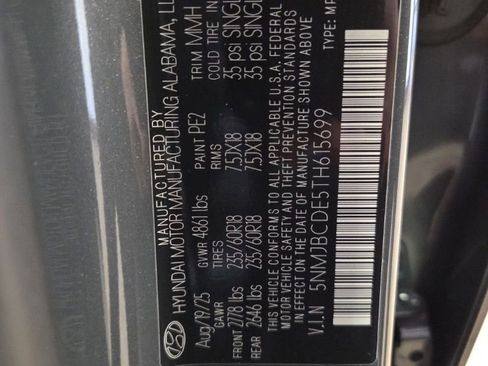 MANUFACTURED BY
HYUNDAI MOTOR MANUFACTURING ALABAMA, LL
Aug/19/25 GVWR 4861 lbs PAINT PE2 TRIM MMH
GAWR TIRES RIMS COLD TIRE IN
FRONT 2778 lbs 235/60R18 7.5JX18 35 psi SINGL
REAR 2646 lbs 235/60R18 7.5JX18 35 psi SINGL
THIS VEHICLE CONFORMS TO ALL APPLICABLE U.S.A. FEDERAL
MOTOR VEHICLE SAFETY AND THEFT PREVENTION STANDARDS
IN EFFECT ON THE DATE OF MANUFACTURE SHOWN ABOVE
V.I.N 5NMJBCDE5TH615699 TYPE MP